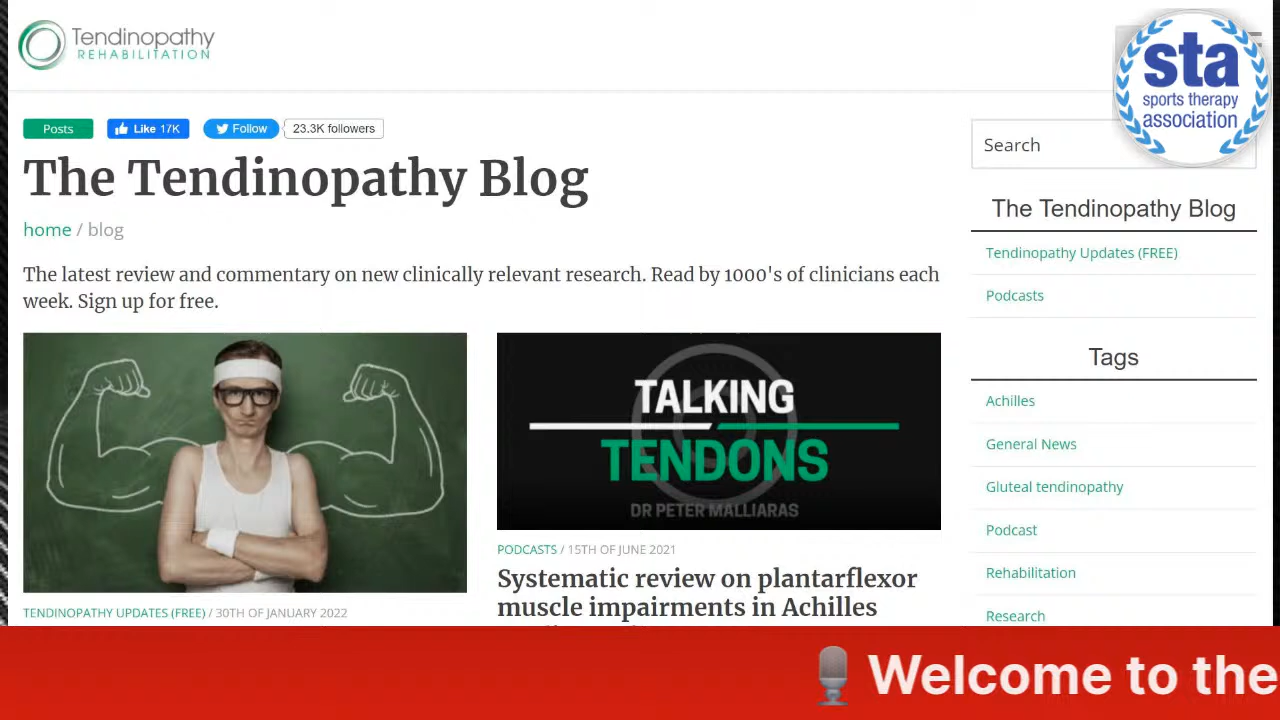 Tendinopathy
REHABILITATION
sta
sports therapy
association
Posts
Like 17K
Follow
23.3K followers
Search
The Tendinopathy Blog
home / blog
The latest review and commentary on new clinically relevant research. Read by 1000's of clinicians each
week. Sign up for free.
TALKING
TENDONS
DR PETER MALLIARAS
TENDINOPATHY UPDATES (FREE) / 30TH OF JANUARY 2022
PODCASTS / 15TH OF JUNE 2021
Systematic review on plantarflexor
muscle impairments in Achilles
The Tendinopathy Blog
Tendinopathy Updates (FREE)
Podcasts
Tags
Achilles
General News
Gluteal tendinopathy
Podcast
Rehabilitation
Research
Welcome to the